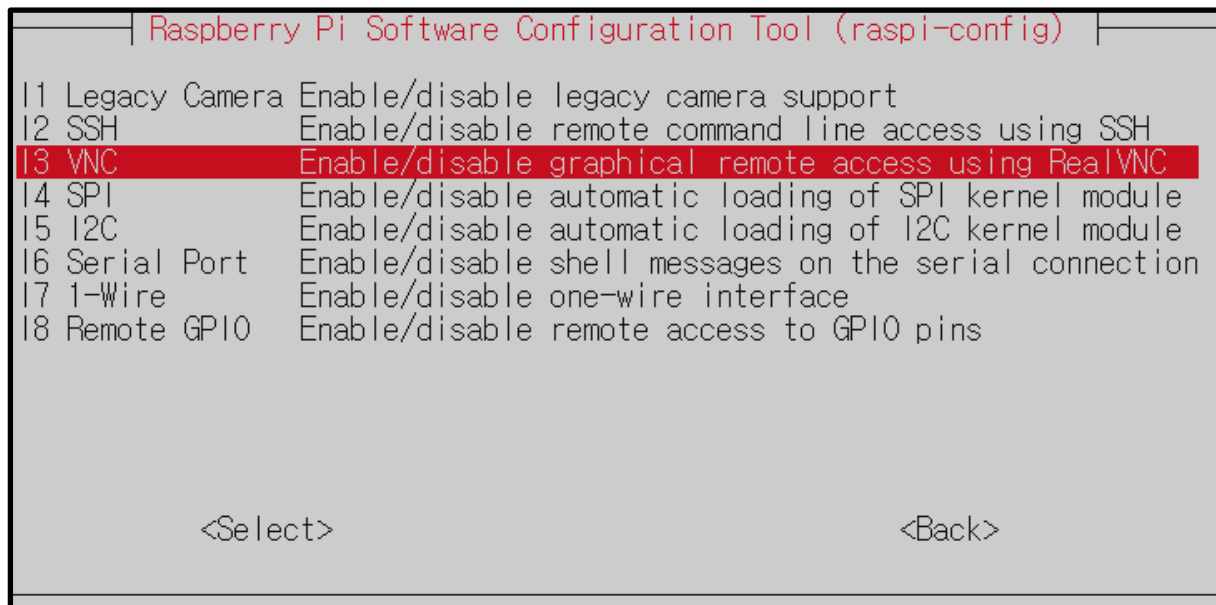 Raspberry Pi Software Configuration Tool (raspi-config)
I1 Legacy Camera Enable/disable legacy camera support
I2 SSH Enable/disable remote command line access using SSH
I3 VNC Enable/disable graphical remote access using RealVNC
I4 SPI Enable/disable automatic loading of SPI kernel module
I5 I2C Enable/disable automatic loading of I2C kernel module
I6 Serial Port Enable/disable shell messages on the serial connection
I7 1-Wire Enable/disable one-wire interface
I8 Remote GPIO Enable/disable remote access to GPIO pins
<Select> <Back>